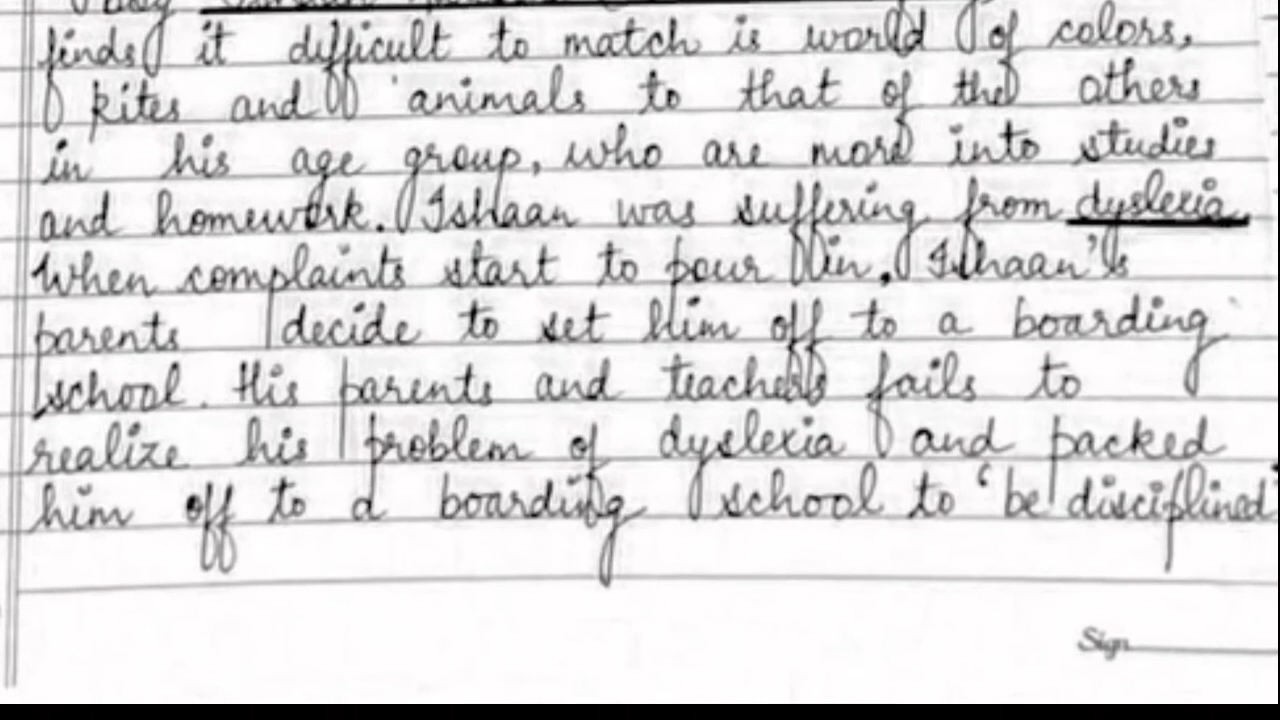 finds it difficult to match is world of colors,
kites and animals to that of the others
in his age group, who are more into studies
and homework. Ishaan was suffering from dyslexia
When complaints start to pour in. Ishaan's
parents decide to set him off to a boarding
school. His parents and teachers fails to
realize his problem of dyslexia and packed
him off to a boarding school to 'be disciplined'
Sign